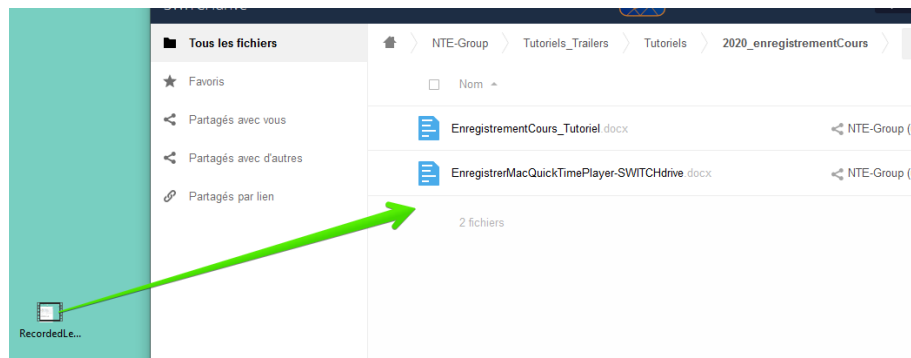 Tous les fichiers
NTE-Group
Tutoriels_Trailers
Tutoriels
2020_enregistrementCours
Favoris
Nom
Partagés avec vous
EnregistrementCours_Tutoriel.docx
NTE-Group (
Partagés avec d'autres
EnregistrerMacQuickTimePlayer-SWITCHdrive.docx
NTE-Group (
Partagés par lien
2 fichiers
RecordedLe...